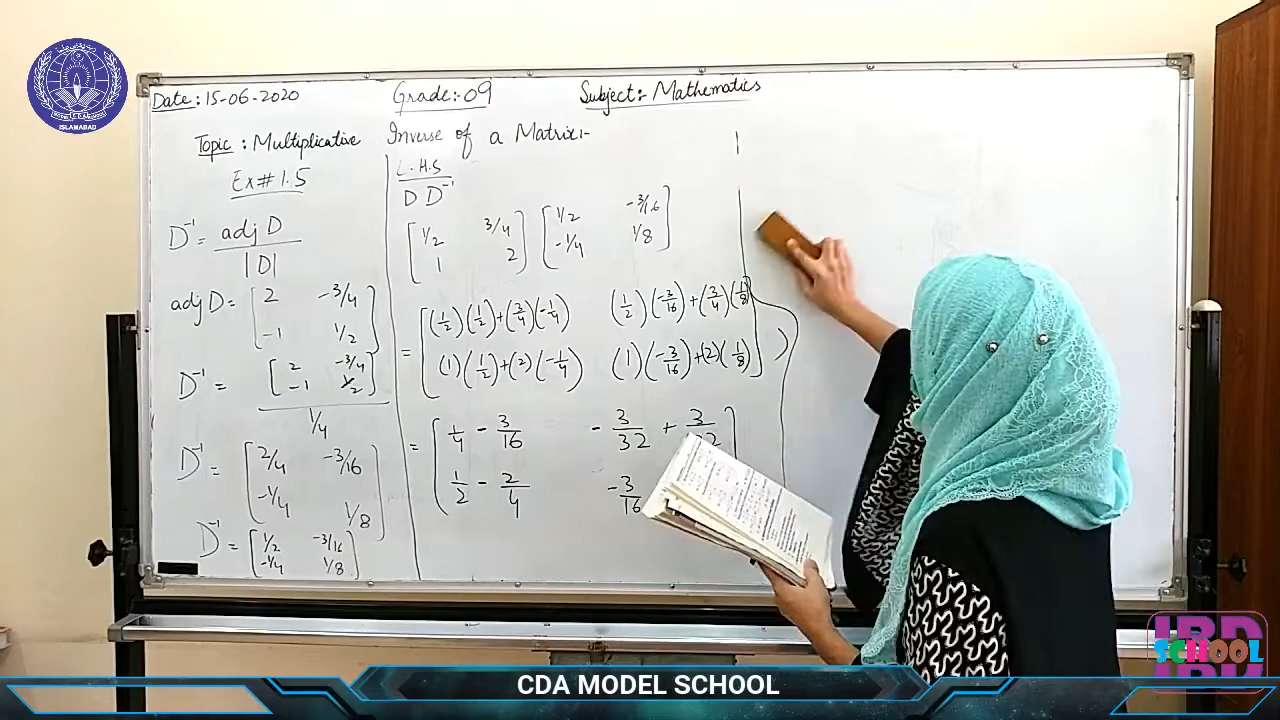 Date: 15-06-2020 Grade:- 09 Subject:- Mathematics
Topic: Multiplicative Inverse of a Matrix:-
Ex# 1.5
D⁻¹ = adj D / |D|
adj D = [2 -3/4
-1 1/2]
D⁻¹ = [2 -3/4
-1 1/2]
1/4
D⁻¹ = [2/4 -3/16
-1/4 1/8]
D⁻¹ = [1/2 -3/16
-1/4 1/8]
L.H.S
D D⁻¹
[1/2 3/4] [1/2 -3/16]
[1 2] [-1/4 1/8]
= [(1/2)(1/2)+(3/4)(-1/4) (1/2)(-3/16)+(3/4)(1/8)
(1)(1/2)+(2)(-1/4) (1)(-3/16)+(2)(1/8)]
= [1/4 - 3/16 -3/32 + 3/
1/2 - 2/4 -3/16
ISLAMABAD
IBD
SCHOOL
CDA MODEL SCHOOL